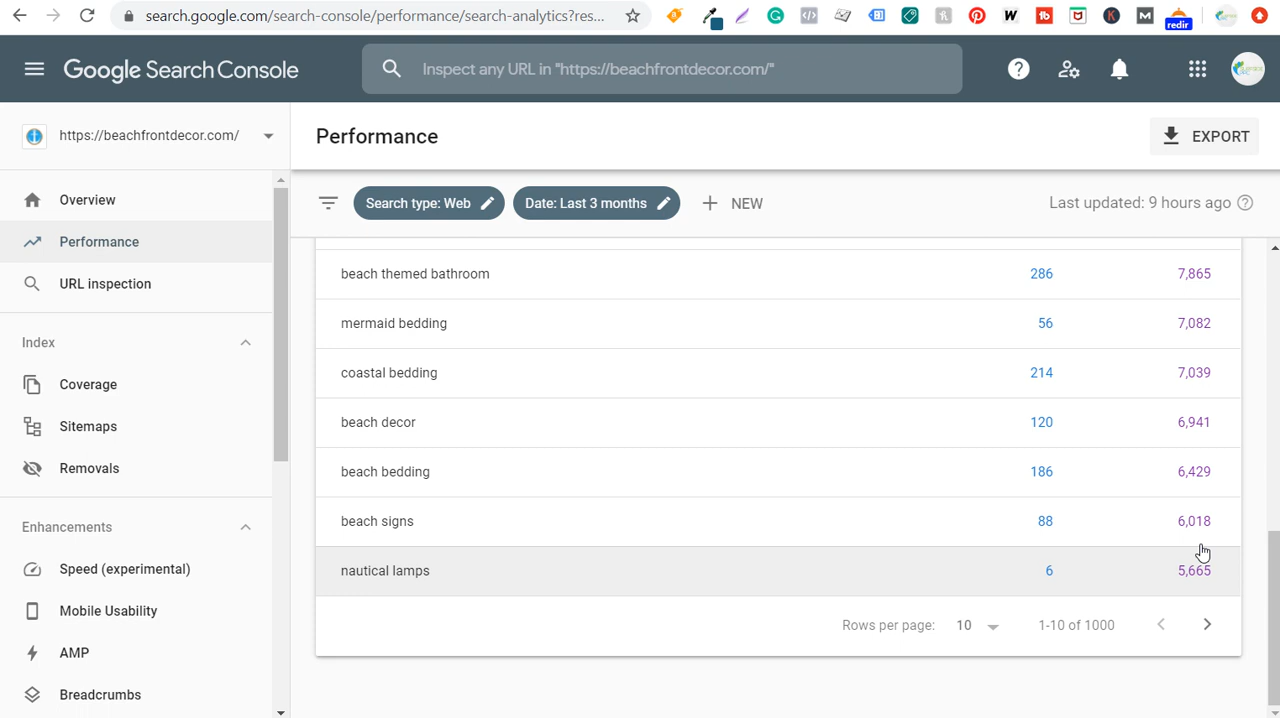 search.google.com/search-console/performance/search-analytics?res...
redir
Google Search Console
Inspect any URL in "https://beachfrontdecor.com/"
https://beachfrontdecor.com/
Performance
EXPORT
Search type: Web
Date: Last 3 months
NEW
Last updated: 9 hours ago
Overview
Performance
URL inspection
Index
Coverage
Sitemaps
Removals
Enhancements
Speed (experimental)
Mobile Usability
AMP
Breadcrumbs
beach themed bathroom 286 7,865
mermaid bedding 56 7,082
coastal bedding 214 7,039
beach decor 120 6,941
beach bedding 186 6,429
beach signs 88 6,018
nautical lamps 6 5,665
Rows per page: 10 1-10 of 1000